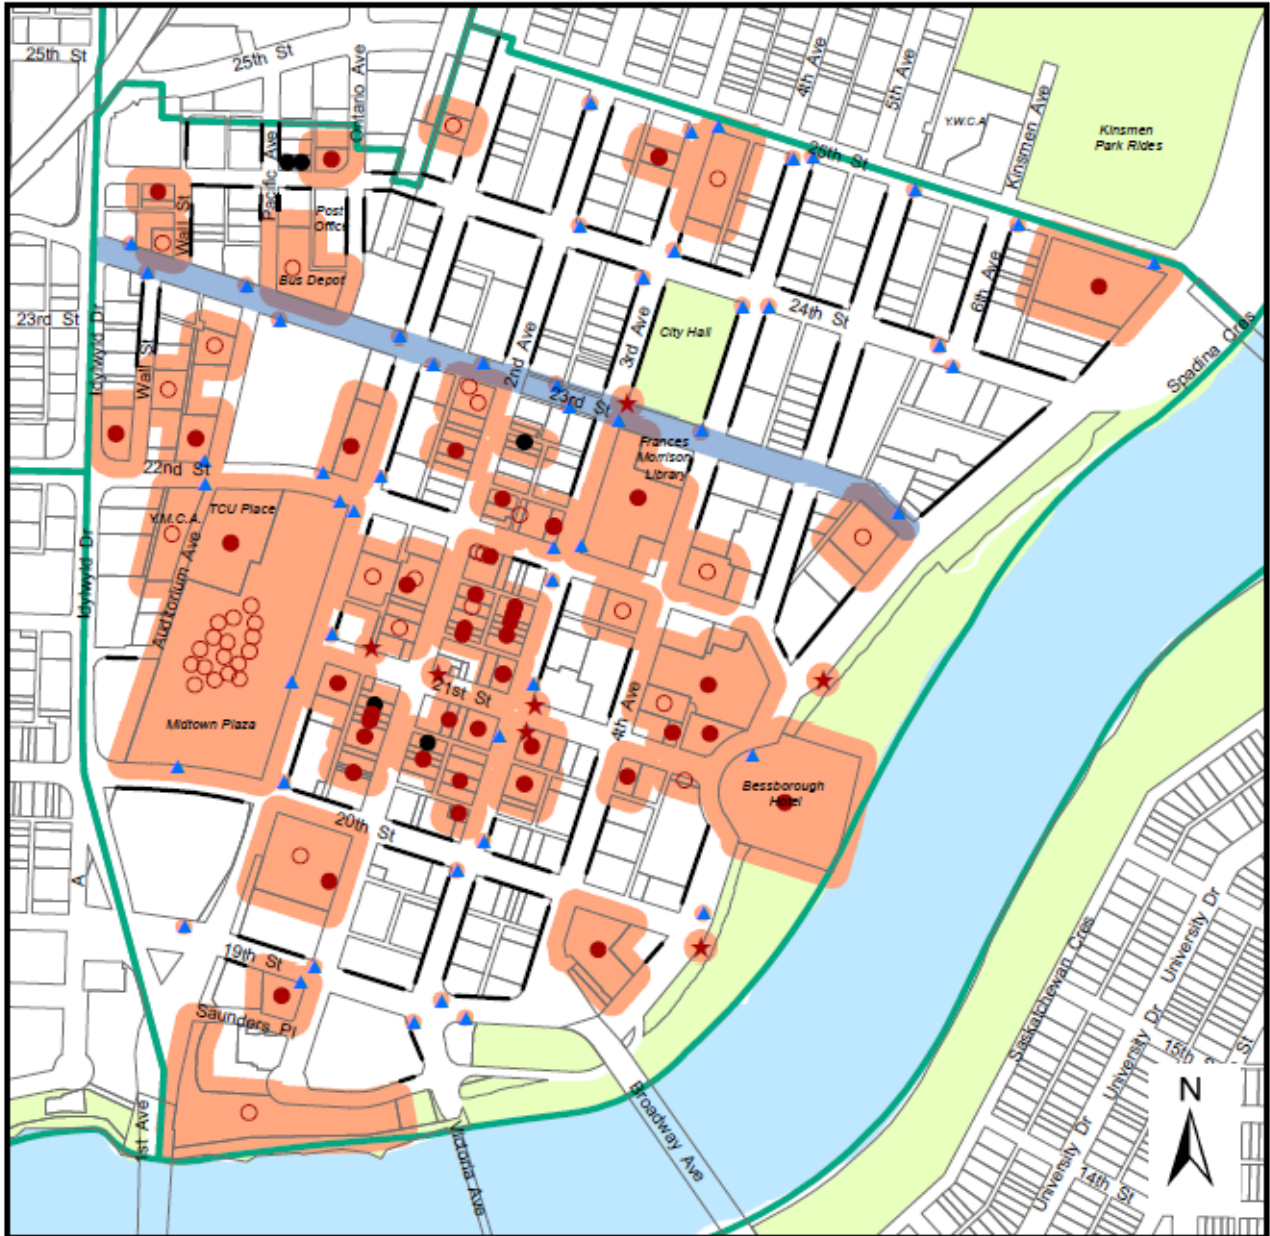 25th St
25th St
Ontario Ave
4th Ave
5th Ave
Y.W.C.A
Kinsmen Ave
Kinsmen
Park Rides
25th St
Pacific Ave
Wall St
Post
Office
Bus Depot
6th Ave
24th St
City Hall
3rd Ave
23rd St
Idylwyld Dr
Wall St
2nd Ave
23rd St
Spadina Cres
Frances
Morrison
Library
22nd St
TCU Place
Y.M.C.A.
Idylwyld Dr
Auditorium Ave
21st St
4th Ave
Midtown Plaza
Bessborough
Hotel
20th St
A
19th St
Saunders Pl
Saskatchewan Cres
University Dr
University Dr
15th
St
N
1st Ave
Victoria Ave
Broadway Ave
University Dr
14th St